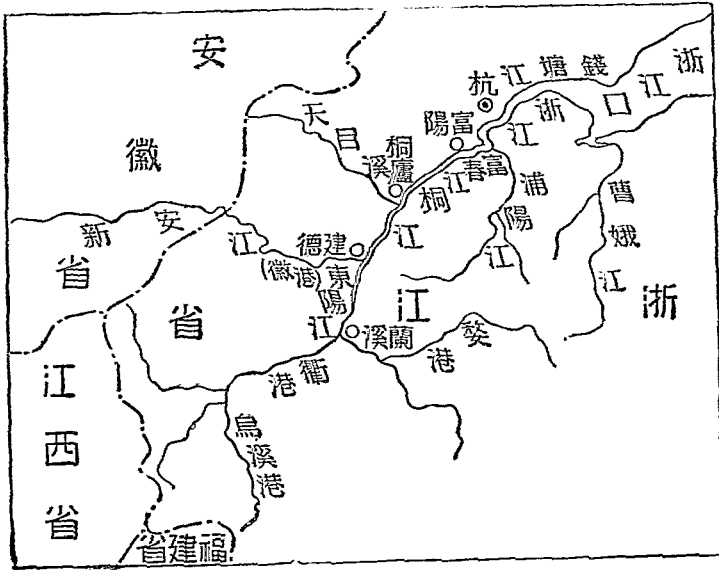 安徽省
浙江省
江西省
福建省
杭
錢塘江
浙江口
浙江
富陽
富春江
浦陽江
曹娥江
天目溪
桐廬
桐江
新安江
(徽港)
建德
東陽江
蘭溪
婺港
衢港
烏溪港